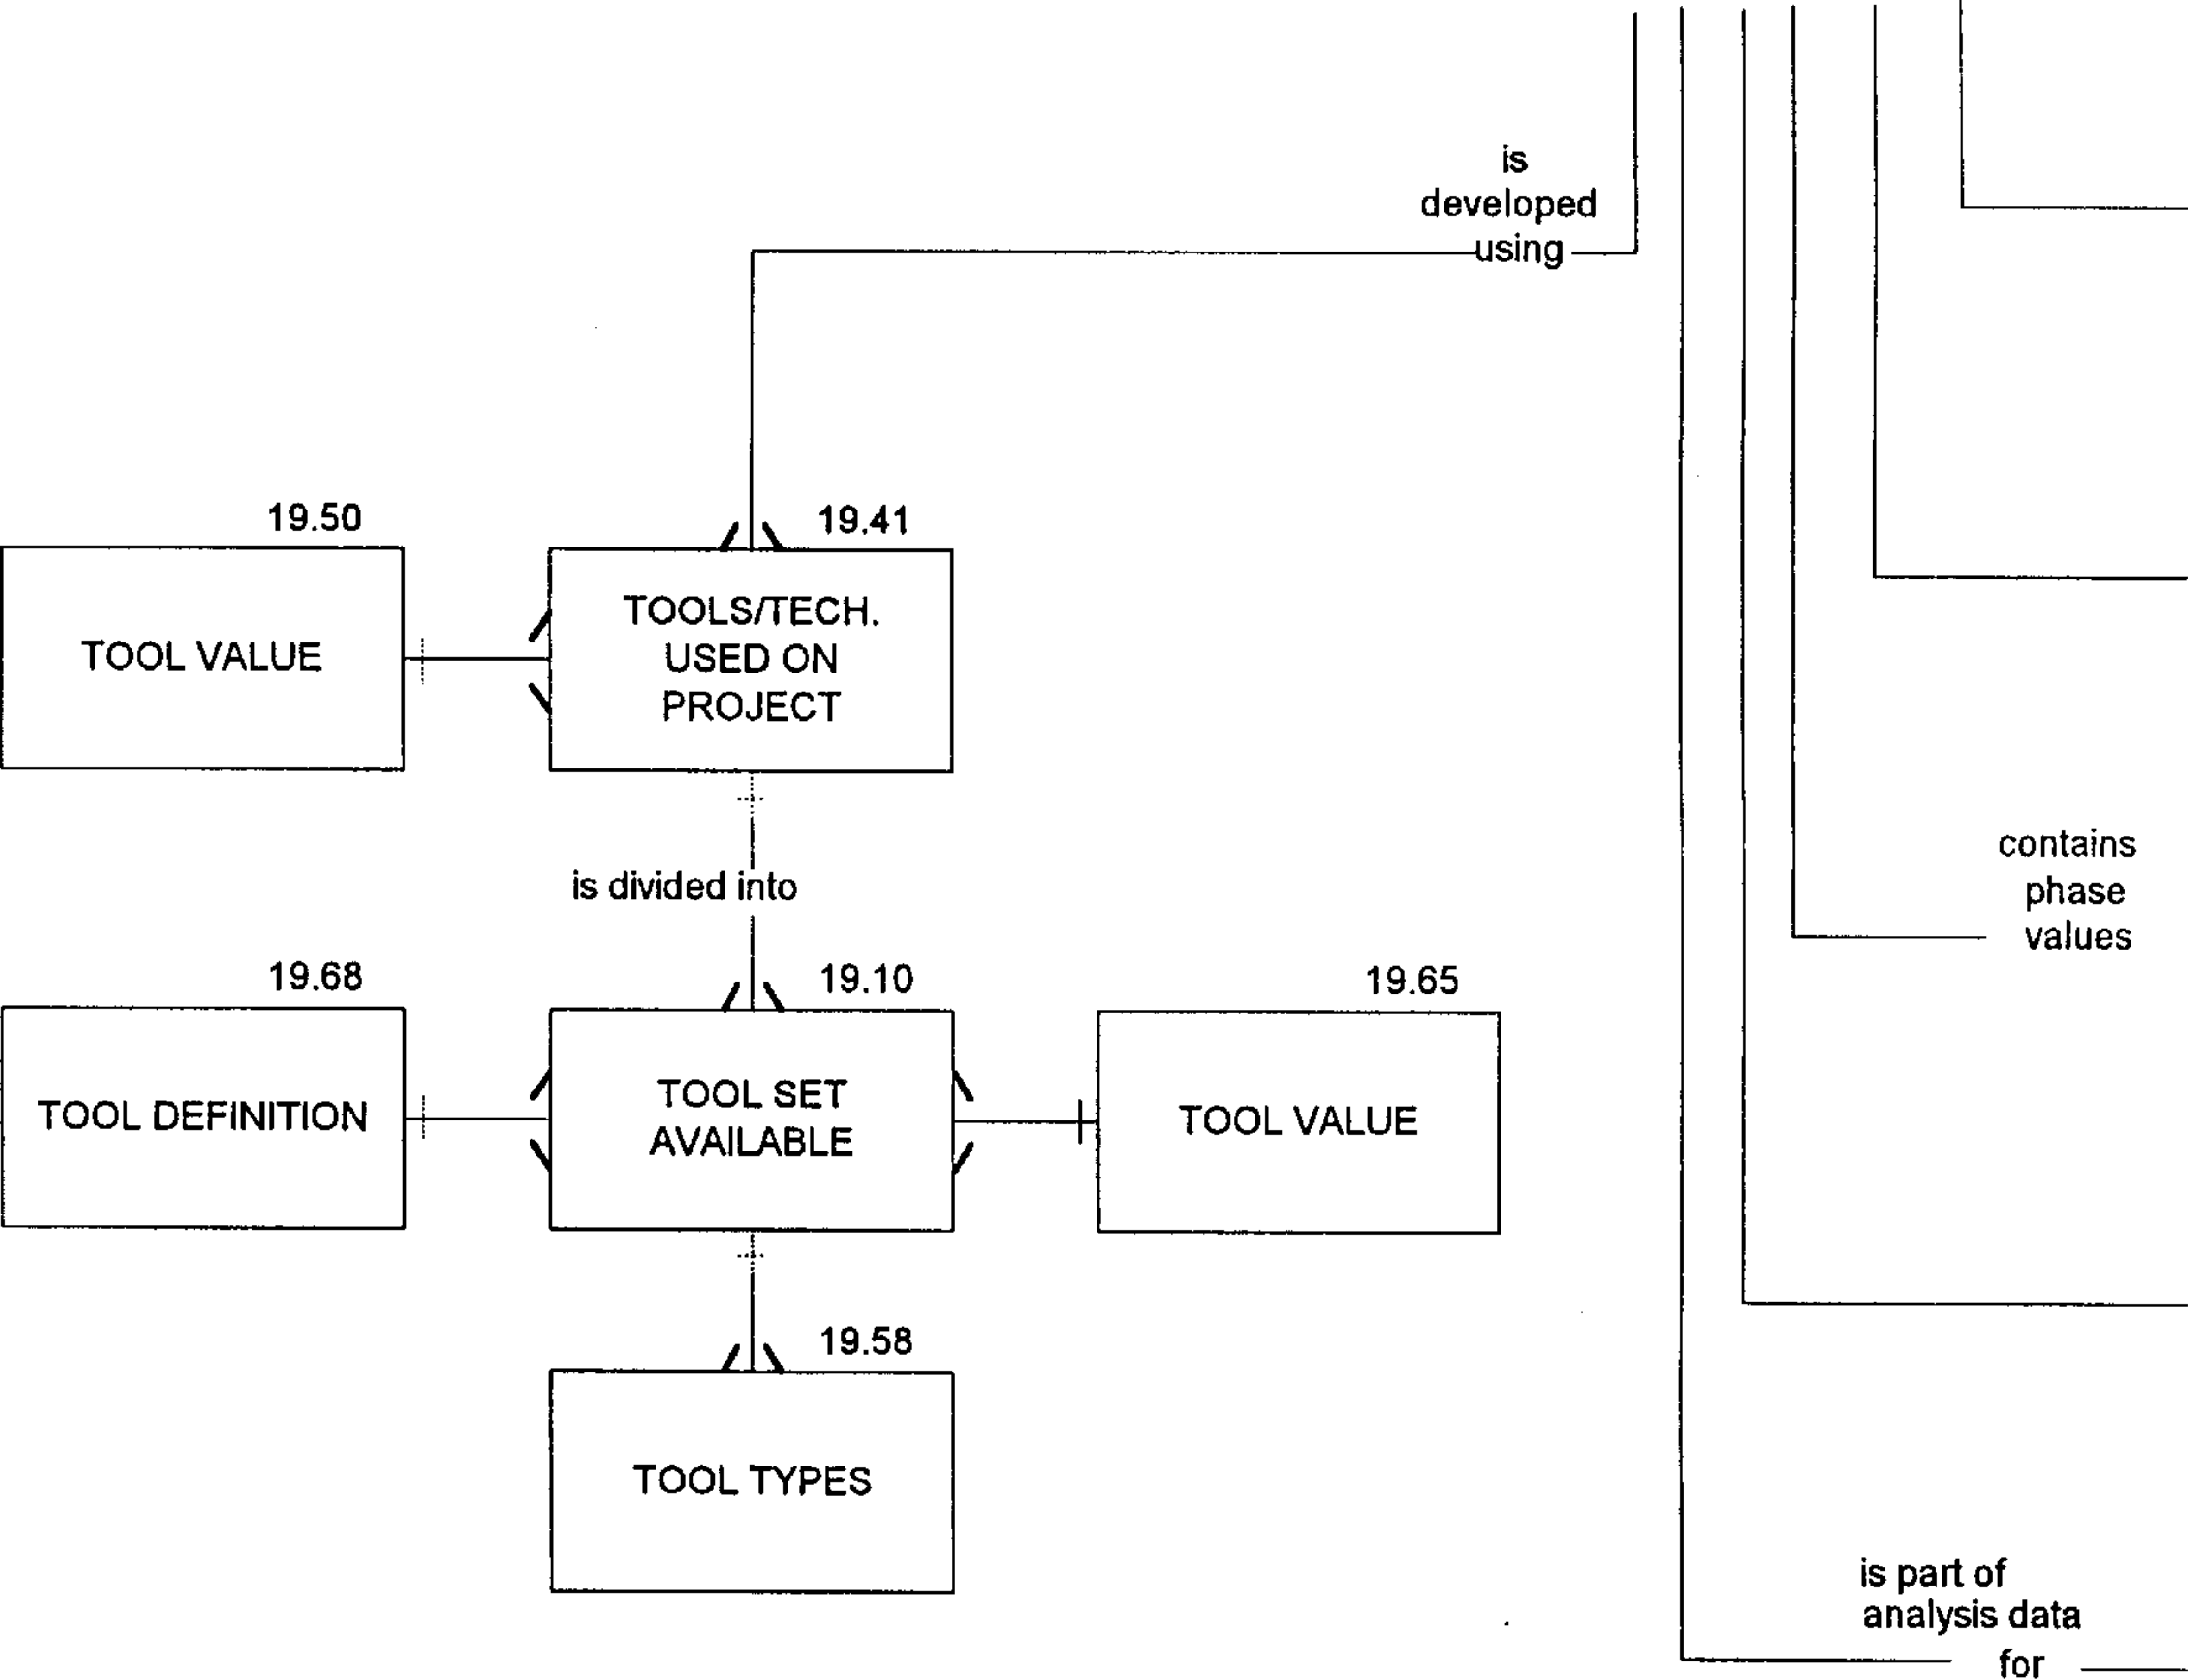 is
developed
using
19.50
19.41
TOOL VALUE
TOOLS/TECH.
USED ON
PROJECT
is divided into
contains
phase
values
19.68
19.10
19.65
TOOL DEFINITION
TOOL SET
AVAILABLE
TOOL VALUE
19.58
TOOL TYPES
is part of
analysis data
for